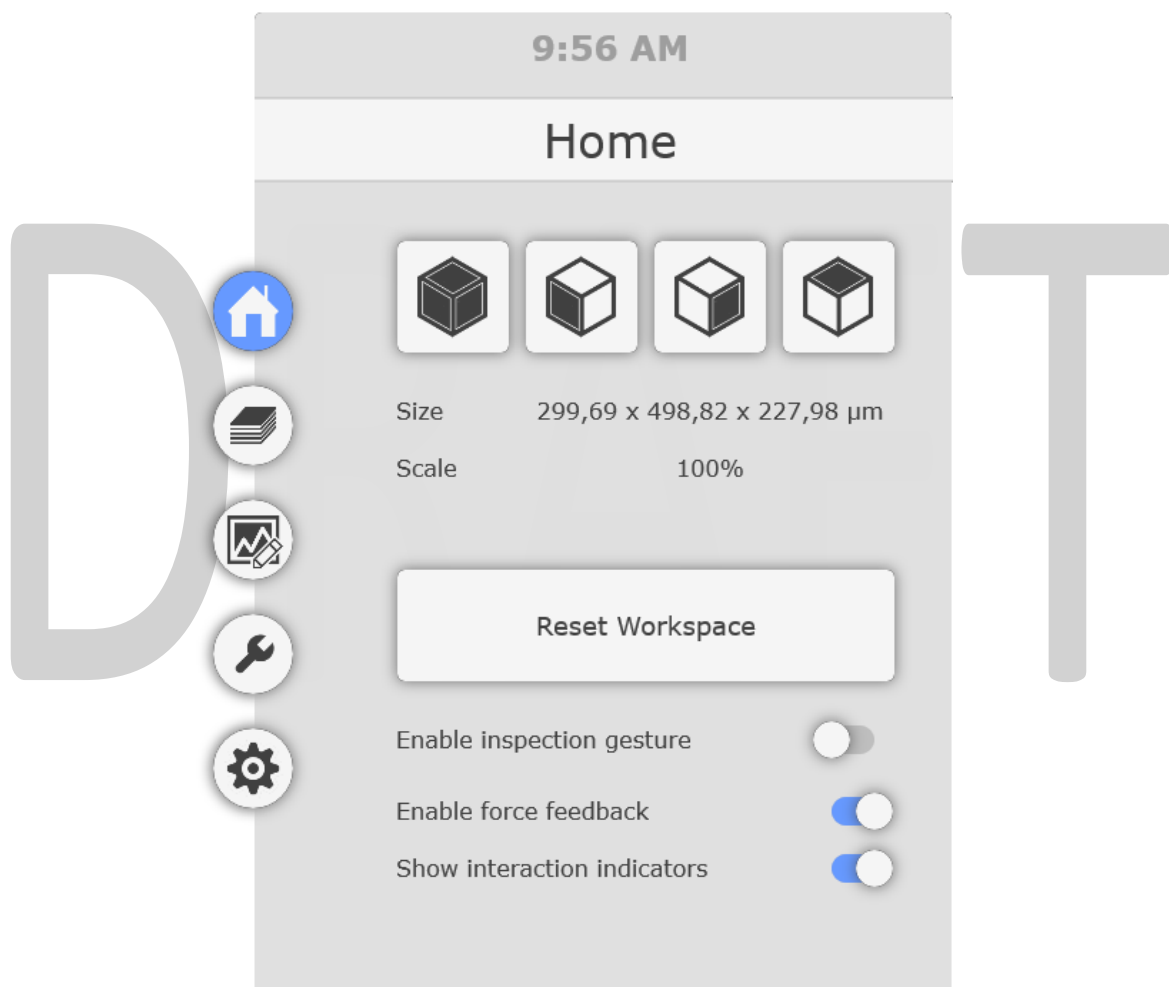 9:56 AM
Home
Size 299,69 x 498,82 x 227,98 µm
Scale 100%
Reset Workspace
Enable inspection gesture
Enable force feedback
Show interaction indicators
DRAFT